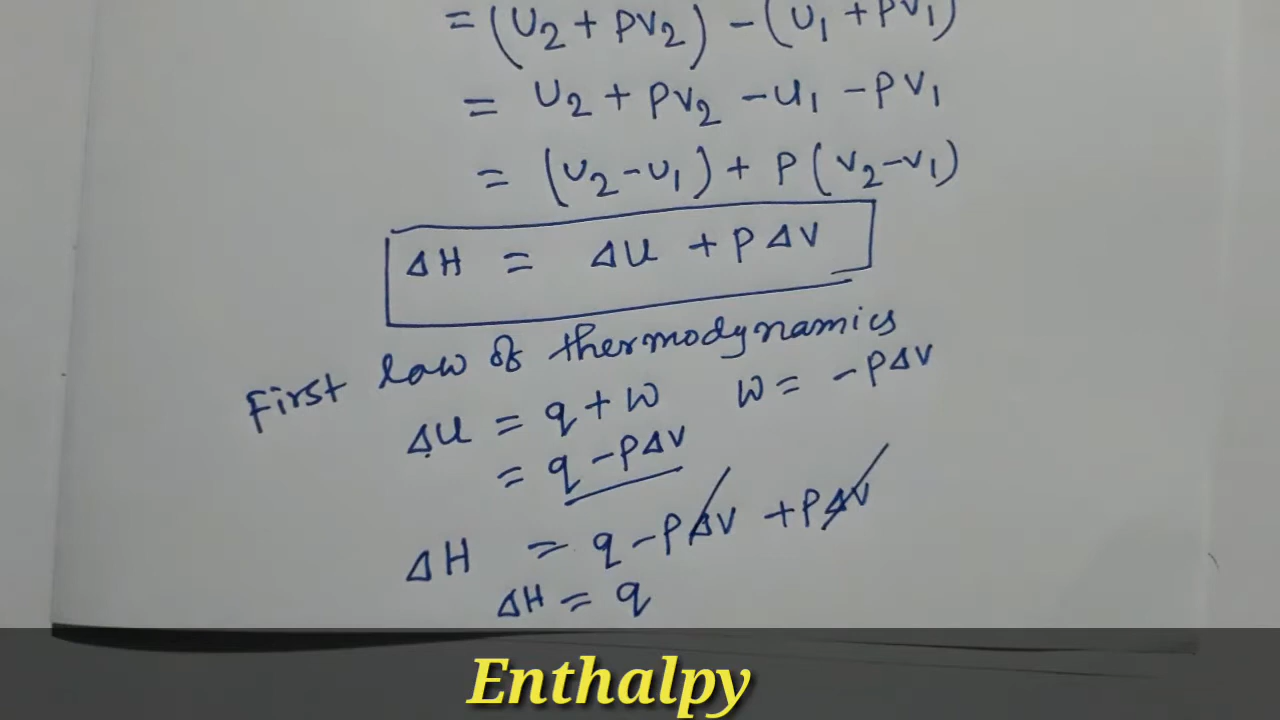 = (U₂ + PV₂) - (U₁ + PV₁)
= U₂ + PV₂ - U₁ - PV₁
= (U₂ - U₁) + P (V₂ - V₁)
ΔH = ΔU + PΔV
First law of thermodynamics
ΔU = q + W W = -PΔV
= q - PΔV
ΔH = q - PΔV + PΔV
ΔH = q
Enthalpy